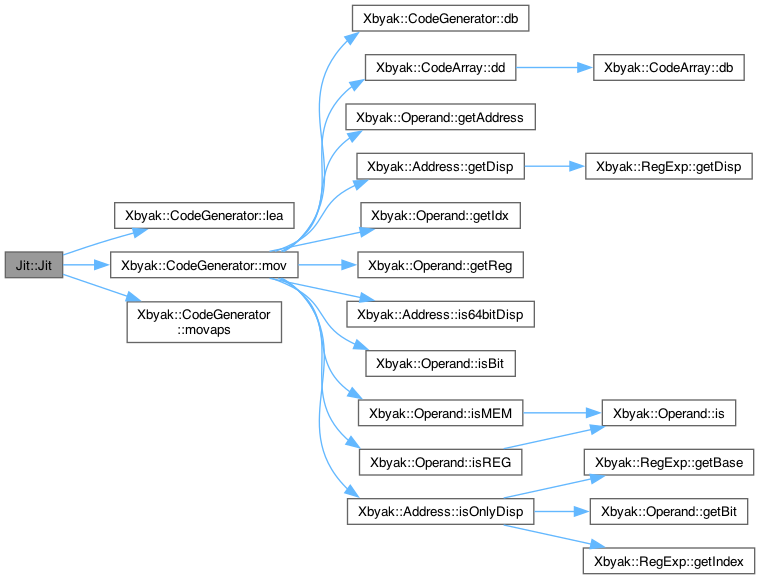 Xbyak::CodeGenerator::db
Xbyak::CodeArray::dd
Xbyak::CodeArray::db
Xbyak::Operand::getAddress
Xbyak::Address::getDisp
Xbyak::RegExp::getDisp
Xbyak::CodeGenerator::lea
Xbyak::Operand::getIdx
Jit::Jit
Xbyak::CodeGenerator::mov
Xbyak::Operand::getReg
Xbyak::CodeGenerator
::movaps
Xbyak::Address::is64bitDisp
Xbyak::Operand::isBit
Xbyak::Operand::isMEM
Xbyak::Operand::is
Xbyak::Operand::isREG
Xbyak::RegExp::getBase
Xbyak::Address::isOnlyDisp
Xbyak::Operand::getBit
Xbyak::RegExp::getIndex